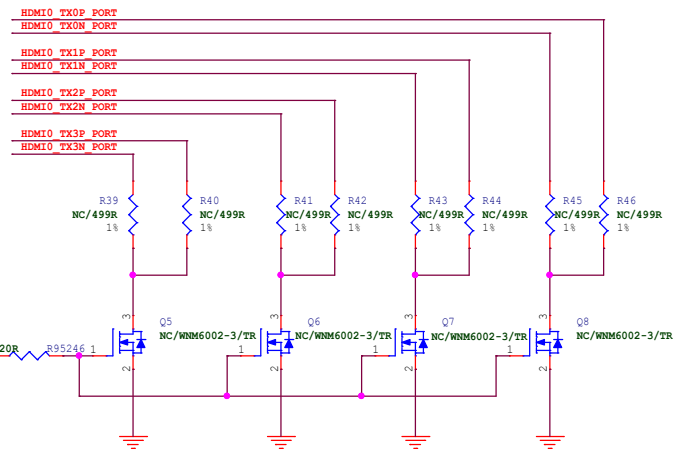 HDMI0_TX0P_PORT
HDMI0_TX0N_PORT
HDMI0_TX1P_PORT
HDMI0_TX1N_PORT
HDMI0_TX2P_PORT
HDMI0_TX2N_PORT
HDMI0_TX3P_PORT
HDMI0_TX3N_PORT
R39 R40 R41 R42 R43 R44 R45 R46
NC/499R NC/499R NC/499R NC/499R NC/499R NC/499R NC/499R NC/499R
1% 1% 1% 1% 1% 1% 1% 1%
3 3 3 3
Q5 Q6 Q7 Q8
NC/WNM6002-3/TR NC/WNM6002-3/TR NC/WNM6002-3/TR NC/WNM6002-3/TR
20R R95246 1 1 1 1
2 2 2 2